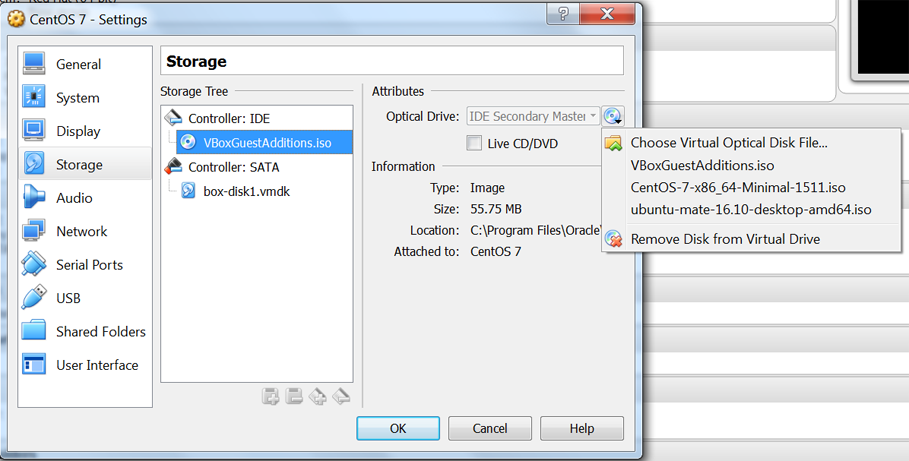 CentOS 7 - Settings
?
General
System
Display
Storage
Audio
Network
Serial Ports
USB
Shared Folders
User Interface
Storage
Storage Tree
Controller: IDE
VBoxGuestAdditions.iso
Controller: SATA
box-disk1.vmdk
Attributes
Optical Drive: IDE Secondary Master
Live CD/DVD
Information
Type: Image
Size: 55.75 MB
Location: C:\Program Files\Oracle\
Attached to: CentOS 7
Choose Virtual Optical Disk File...
VBoxGuestAdditions.iso
CentOS-7-x86_64-Minimal-1511.iso
ubuntu-mate-16.10-desktop-amd64.iso
Remove Disk from Virtual Drive
OK
Cancel
Help